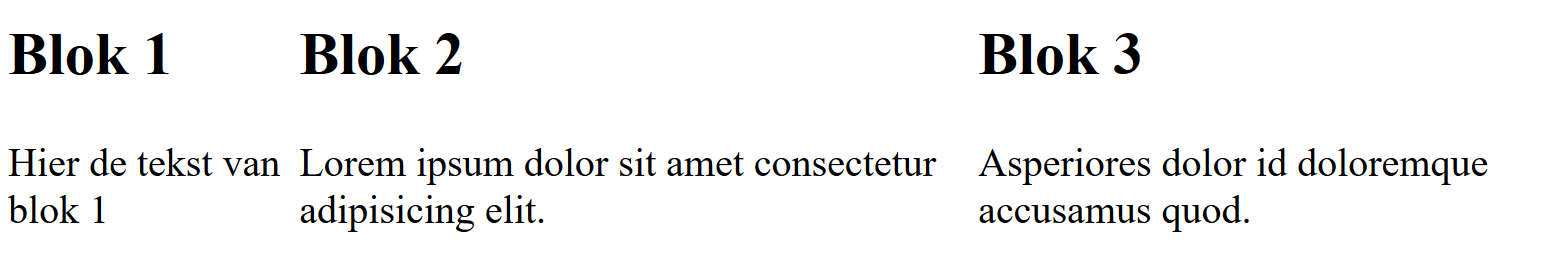 Blok 1
Hier de tekst van
blok 1
Blok 2
Lorem ipsum dolor sit amet consectetur
adipisicing elit.
Blok 3
Asperiores dolor id doloremque
accusamus quod.